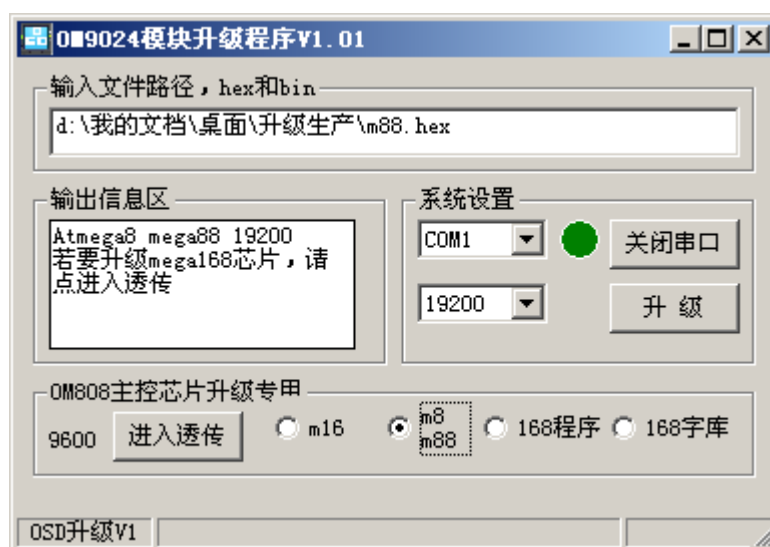 OM9024模块升级程序V1.01
输入文件路径，hex和bin
d:\我的文档\桌面\升级生产\m88.hex
输出信息区
Atmega8 mega88 19200
若要升级mega168芯片，请
点进入透传
系统设置
COM1
关闭串口
19200
升 级
OM808主控芯片升级专用
9600
进入透传
m16
m8
m88
168程序
168字库
OSD升级V1